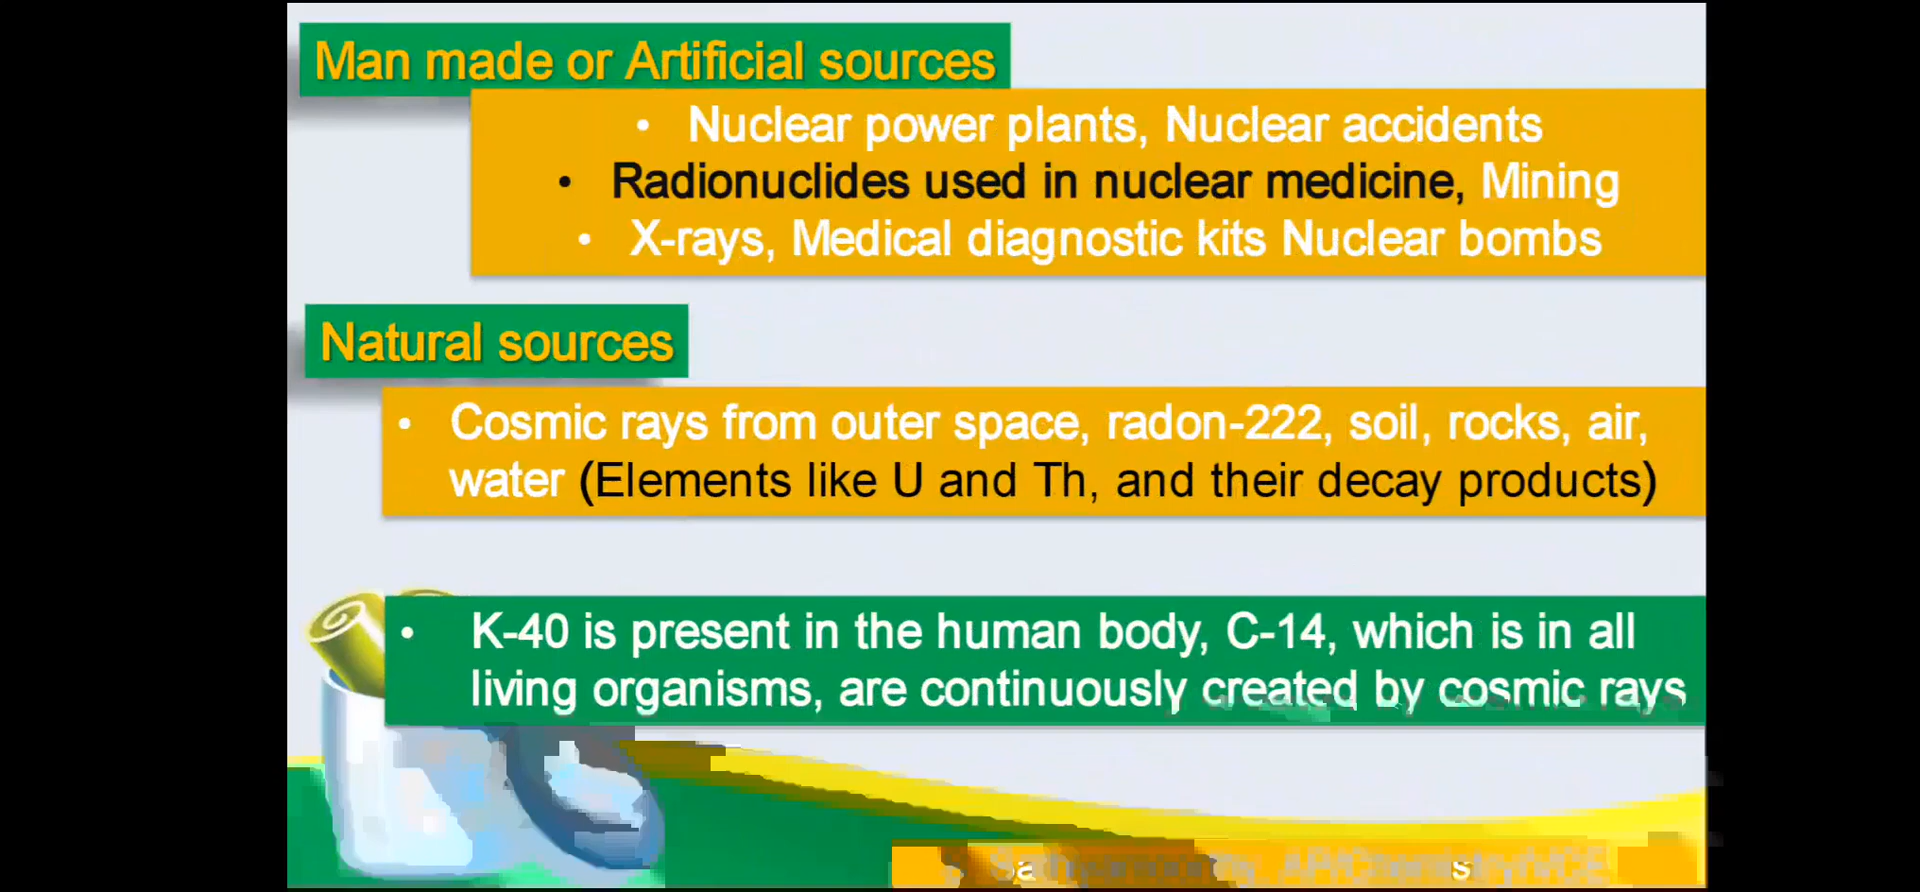 Man made or Artificial sources
• Nuclear power plants, Nuclear accidents
• Radionuclides used in nuclear medicine, Mining
• X-rays, Medical diagnostic kits Nuclear bombs
Natural sources
• Cosmic rays from outer space, radon-222, soil, rocks, air,
water (Elements like U and Th, and their decay products)
• K-40 is present in the human body, C-14, which is in all
living organisms, are continuously created by cosmic rays